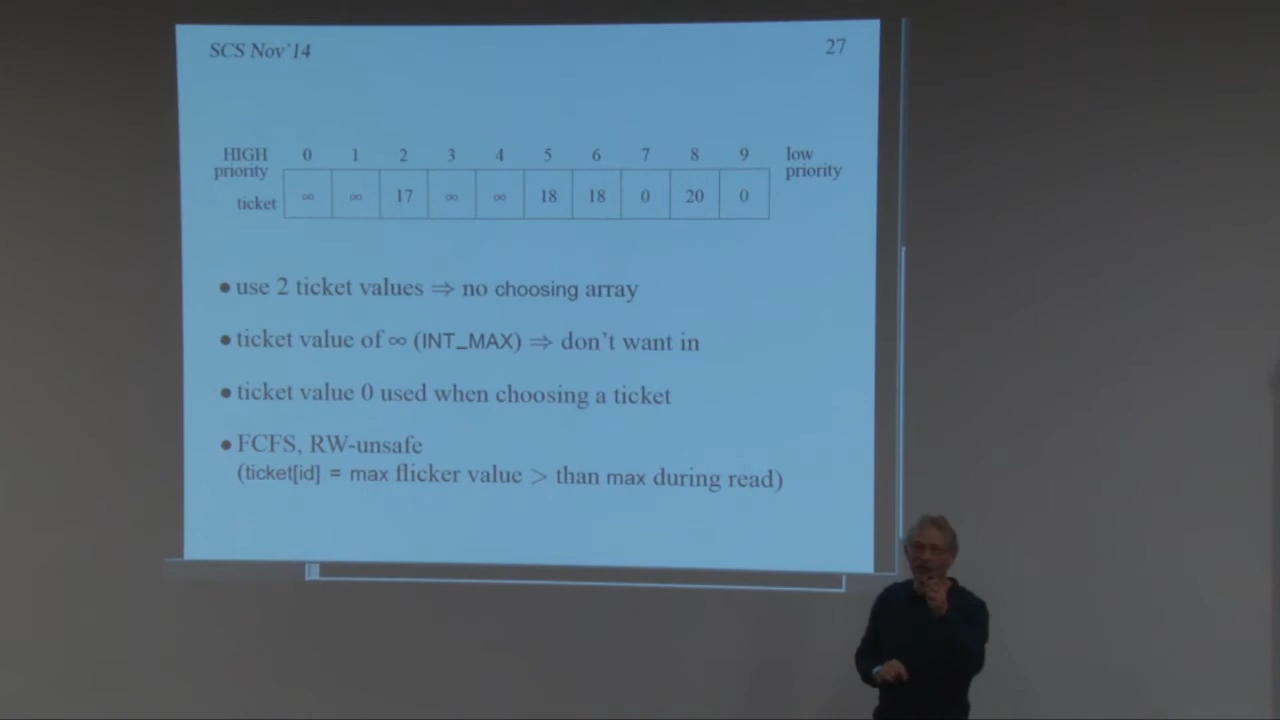 SCS Nov'14 27
HIGH priority 0 1 2 3 4 5 6 7 8 9 low priority
ticket ∞ ∞ 17 ∞ ∞ 18 18 0 20 0
● use 2 ticket values ⇒ no choosing array
● ticket value of ∞ (INT_MAX) ⇒ don't want in
● ticket value 0 used when choosing a ticket
● FCFS, RW-unsafe
(ticket[id] = max flicker value > than max during read)